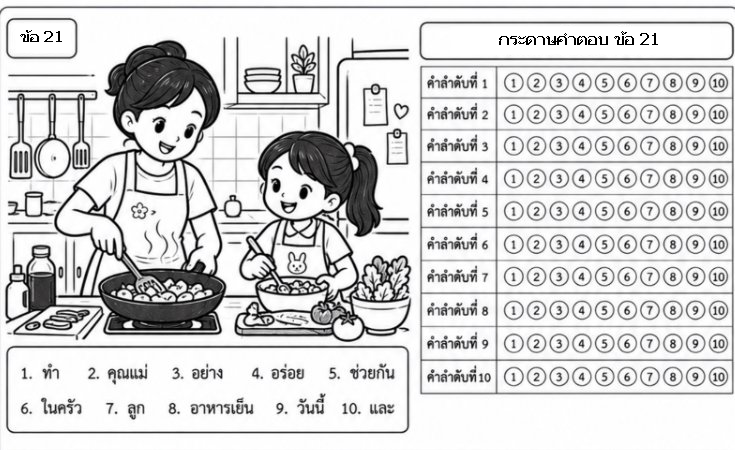 ข้อ 21
กระดาษคำตอบ ข้อ 21
คำลำดับที่ 1 ① ② ③ ④ ⑤ ⑥ ⑦ ⑧ ⑨ ⑩
คำลำดับที่ 2 ① ② ③ ④ ⑤ ⑥ ⑦ ⑧ ⑨ ⑩
คำลำดับที่ 3 ① ② ③ ④ ⑤ ⑥ ⑦ ⑧ ⑨ ⑩
คำลำดับที่ 4 ① ② ③ ④ ⑤ ⑥ ⑦ ⑧ ⑨ ⑩
คำลำดับที่ 5 ① ② ③ ④ ⑤ ⑥ ⑦ ⑧ ⑨ ⑩
คำลำดับที่ 6 ① ② ③ ④ ⑤ ⑥ ⑦ ⑧ ⑨ ⑩
คำลำดับที่ 7 ① ② ③ ④ ⑤ ⑥ ⑦ ⑧ ⑨ ⑩
คำลำดับที่ 8 ① ② ③ ④ ⑤ ⑥ ⑦ ⑧ ⑨ ⑩
คำลำดับที่ 9 ① ② ③ ④ ⑤ ⑥ ⑦ ⑧ ⑨ ⑩
คำลำดับที่10 ① ② ③ ④ ⑤ ⑥ ⑦ ⑧ ⑨ ⑩
1. ทำ 2. คุณแม่ 3. อย่าง 4. อร่อย 5. ช่วยกัน
6. ในครัว 7. ลูก 8. อาหารเย็น 9. วันนี้ 10. และ